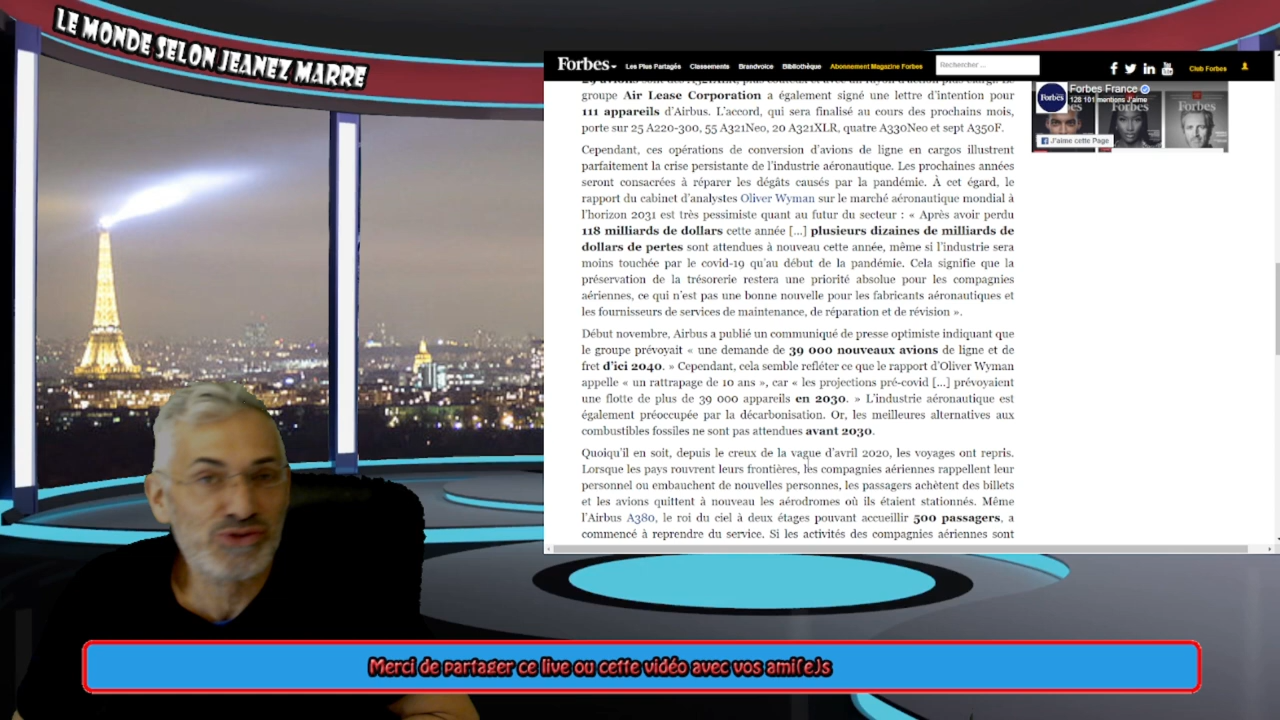 LE MONDE SELON JEANEZ MARRE
Forbes
Les Plus Partagés Classements Brandvoice Bibliothèque Abonnement Magazine Forbes
Rechercher ...
Club Forbes
groupe Air Lease Corporation a également signé une lettre d'intention pour
111 appareils d'Airbus. L'accord, qui sera finalisé au cours des prochains mois,
porte sur 25 A220-300, 55 A321Neo, 20 A321XLR, quatre A330Neo et sept A350F.
Cependant, ces opérations de conversion d'avions de ligne en cargos illustrent
parfaitement la crise persistante de l'industrie aéronautique. Les prochaines années
seront consacrées à réparer les dégâts causés par la pandémie. À cet égard, le
rapport du cabinet d'analystes Oliver Wyman sur le marché aéronautique mondial à
l'horizon 2031 est très pessimiste quant au futur du secteur : « Après avoir perdu
118 milliards de dollars cette année [...] plusieurs dizaines de milliards de
dollars de pertes sont attendues à nouveau cette année, même si l'industrie sera
moins touchée par le covid-19 qu'au début de la pandémie. Cela signifie que la
préservation de la trésorerie restera une priorité absolue pour les compagnies
aériennes, ce qui n'est pas une bonne nouvelle pour les fabricants aéronautiques et
les fournisseurs de services de maintenance, de réparation et de révision ».
Début novembre, Airbus a publié un communiqué de presse optimiste indiquant que
le groupe prévoyait « une demande de 39 000 nouveaux avions de ligne et de
fret d'ici 2040. » Cependant, cela semble refléter ce que le rapport d'Oliver Wyman
appelle « un rattrapage de 10 ans », car « les projections pré-covid [...] prévoyaient
une flotte de plus de 39 000 appareils en 2030. » L'industrie aéronautique est
également préoccupée par la décarbonisation. Or, les meilleures alternatives aux
combustibles fossiles ne sont pas attendues avant 2030.
Quoiqu'il en soit, depuis le creux de la vague d'avril 2020, les voyages ont repris.
Lorsque les pays rouvrent leurs frontières, les compagnies aériennes rappellent leur
personnel ou embauchent de nouvelles personnes, les passagers achètent des billets
et les avions quittent à nouveau les aérodromes où ils étaient stationnés. Même
l'Airbus A380, le roi du ciel à deux étages pouvant accueillir 500 passagers, a
commencé à reprendre du service. Si les activités des compagnies aériennes sont
Forbes
Forbes France
128 101 mentions J'aime
Forbes
Forbes
Forbes
J'aime cette Page
Merci de partager ce live ou cette vidéo avec vos ami(e)s